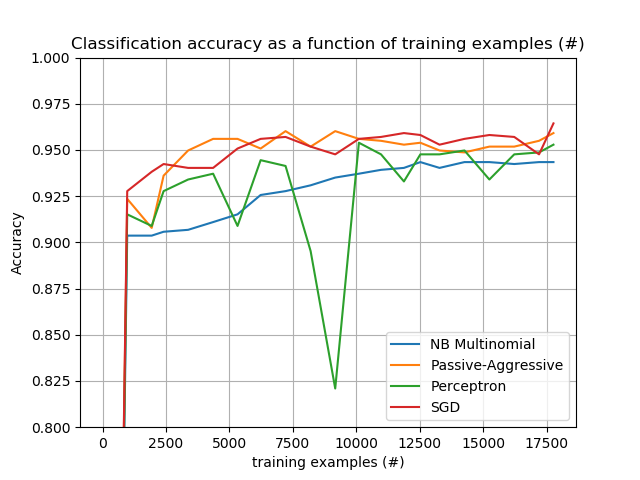 Classification accuracy as a function of training examples (#)
1.000
0.975
0.950
0.925
0.900
0.875
0.850
0.825
0.800
Accuracy
NB Multinomial
Passive-Aggressive
Perceptron
SGD
0 2500 5000 7500 10000 12500 15000 17500
training examples (#)